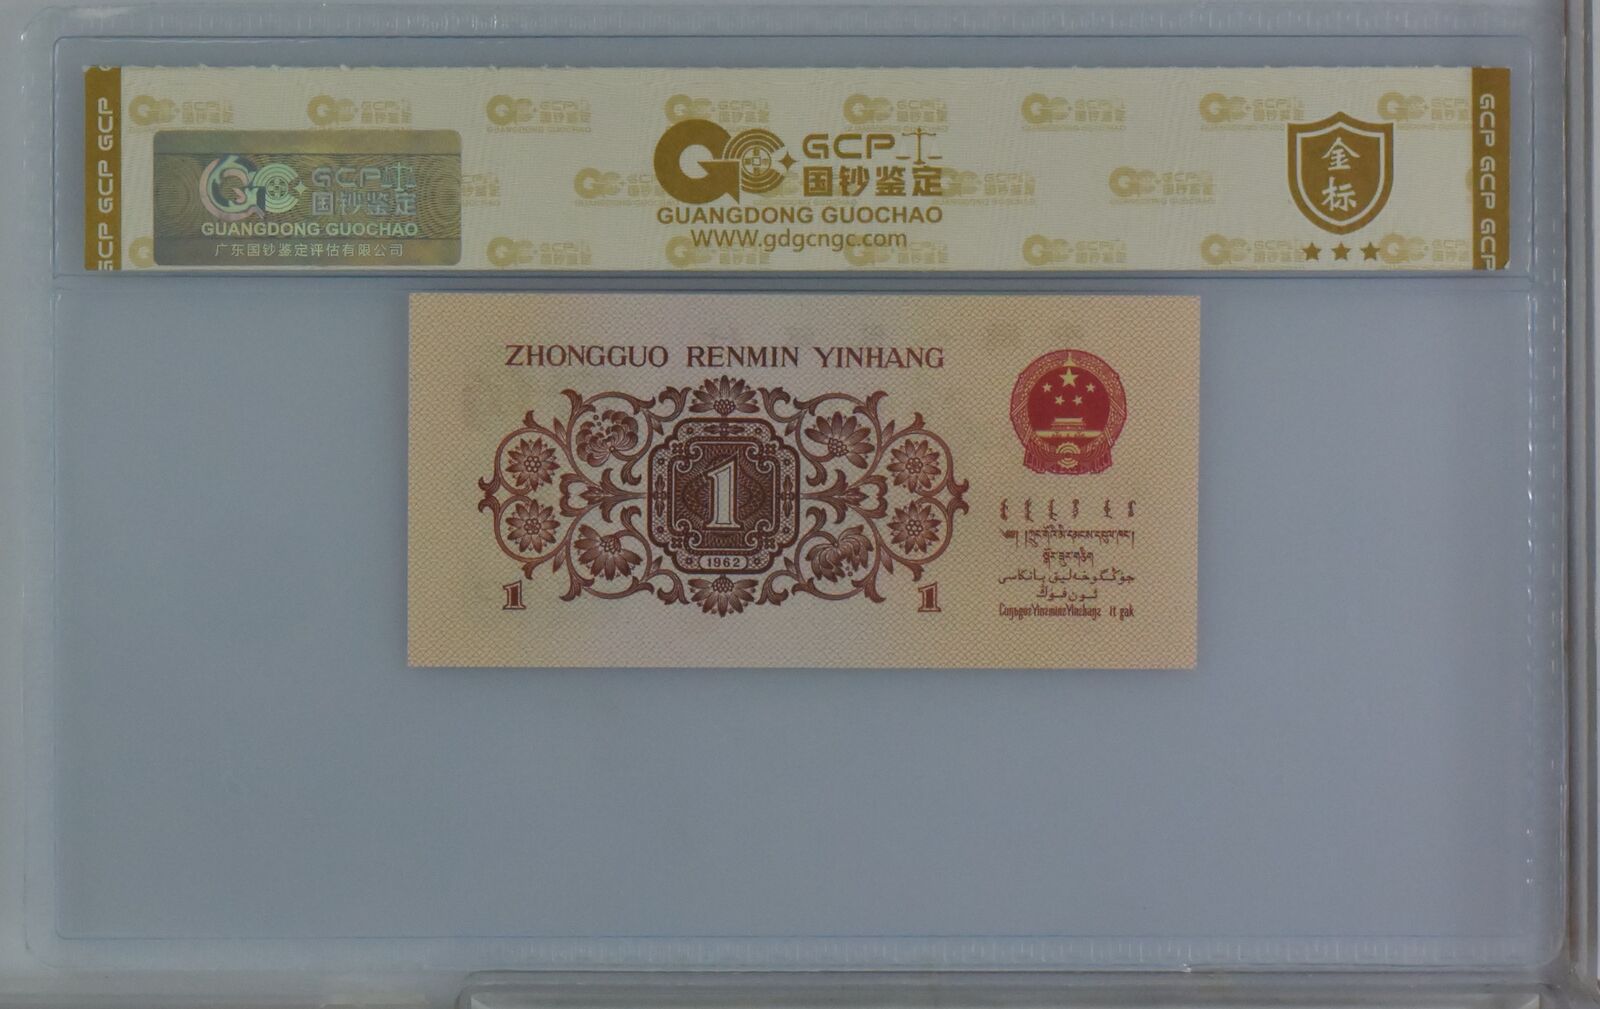 GCP
国钞鉴定
GUANGDONG GUOCHAO
广东国钞鉴定评估有限公司
GCP
国钞鉴定
GUANGDONG GUOCHAO
WWW.gdgcngc.com
金
标
GCP GCP GCP
GCP GCP GCP
ZHONGGUO RENMIN YINHANG
1
1962
1
1
جۇڭگوخەلىق بانكاسى